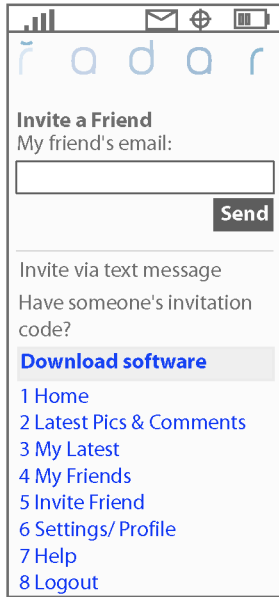 řadar
Invite a Friend
My friend's email:
Send
Invite via text message
Have someone's invitation
code?
Download software
1 Home
2 Latest Pics & Comments
3 My Latest
4 My Friends
5 Invite Friend
6 Settings/ Profile
7 Help
8 Logout